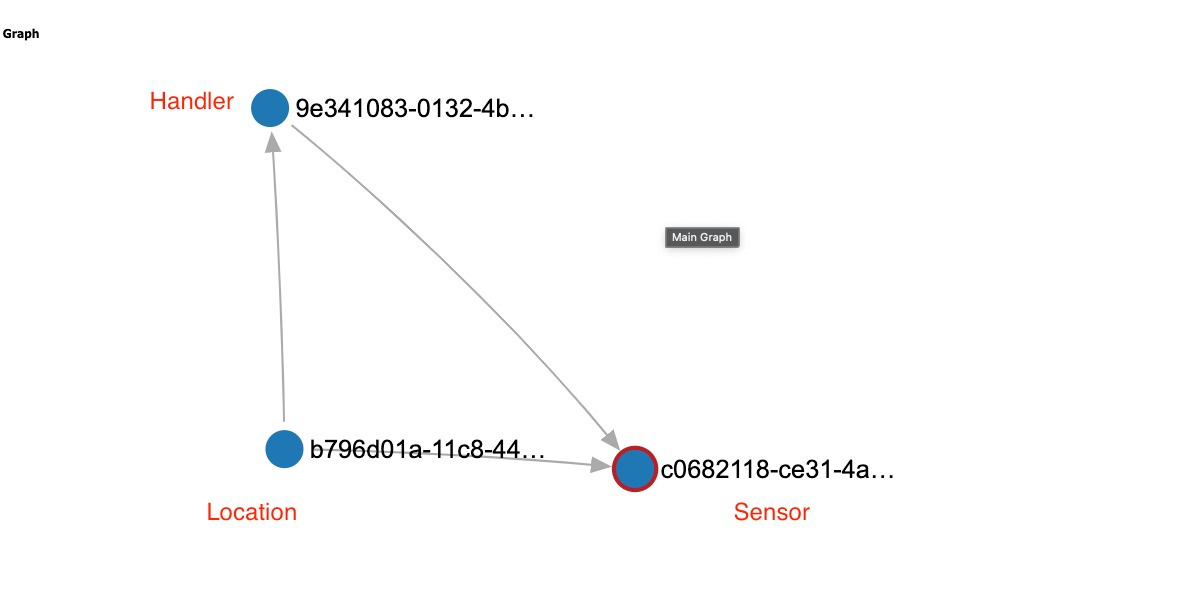 Graph
Handler
9e341083-0132-4b…
Main Graph
b796d01a-11c8-44…
c0682118-ce31-4a…
Location
Sensor